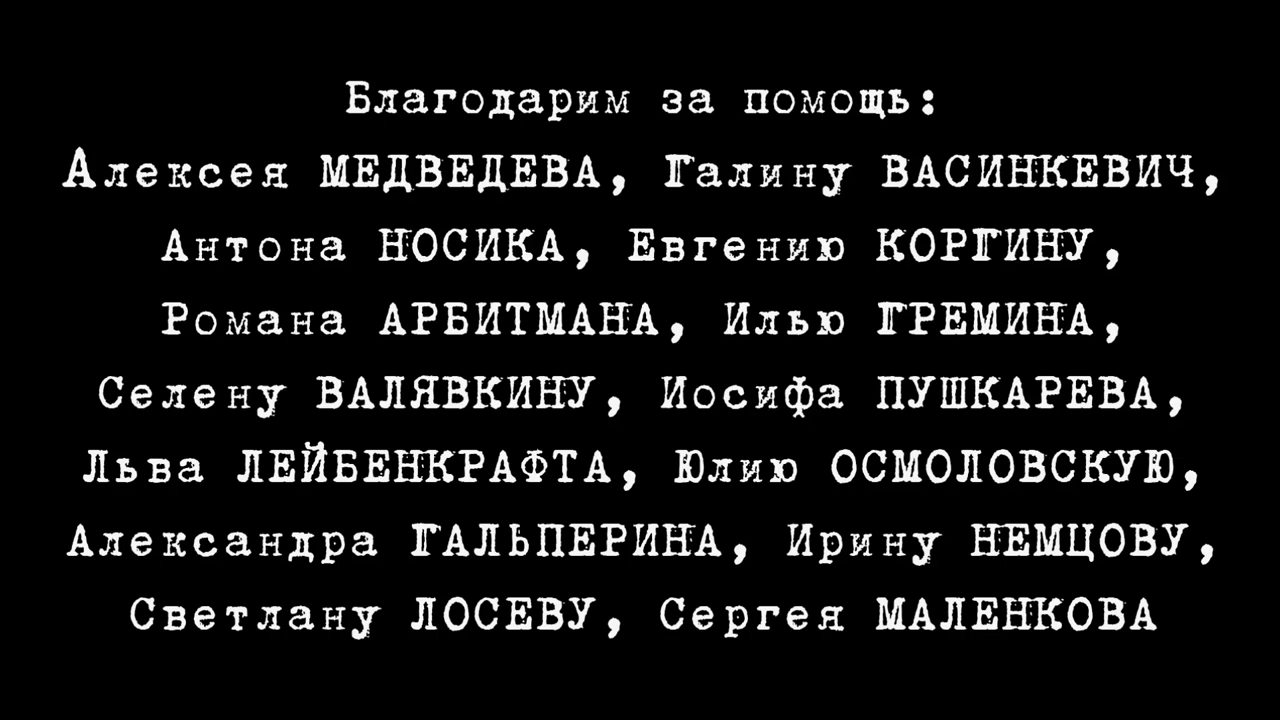 Благодарим за помощь:
Алексея МЕДВЕДЕВА, Галину ВАСИНКЕВИЧ,
Антона НОСИКА, Евгению КОРГИНУ,
Романа АРБИТМАНА, Илью ГРЕМИНА,
Селену ВАЛЯВКИНУ, Иосифа ПУШКАРЕВА,
Льва ЛЕЙБЕНКРАФТА, Юлию ОСМОЛОВСКУЮ,
Александра ГАЛЬПЕРИНА, Ирину НЕМЦОВУ,
Светлану ЛОСЕВУ, Сергея МАЛЕНКОВА